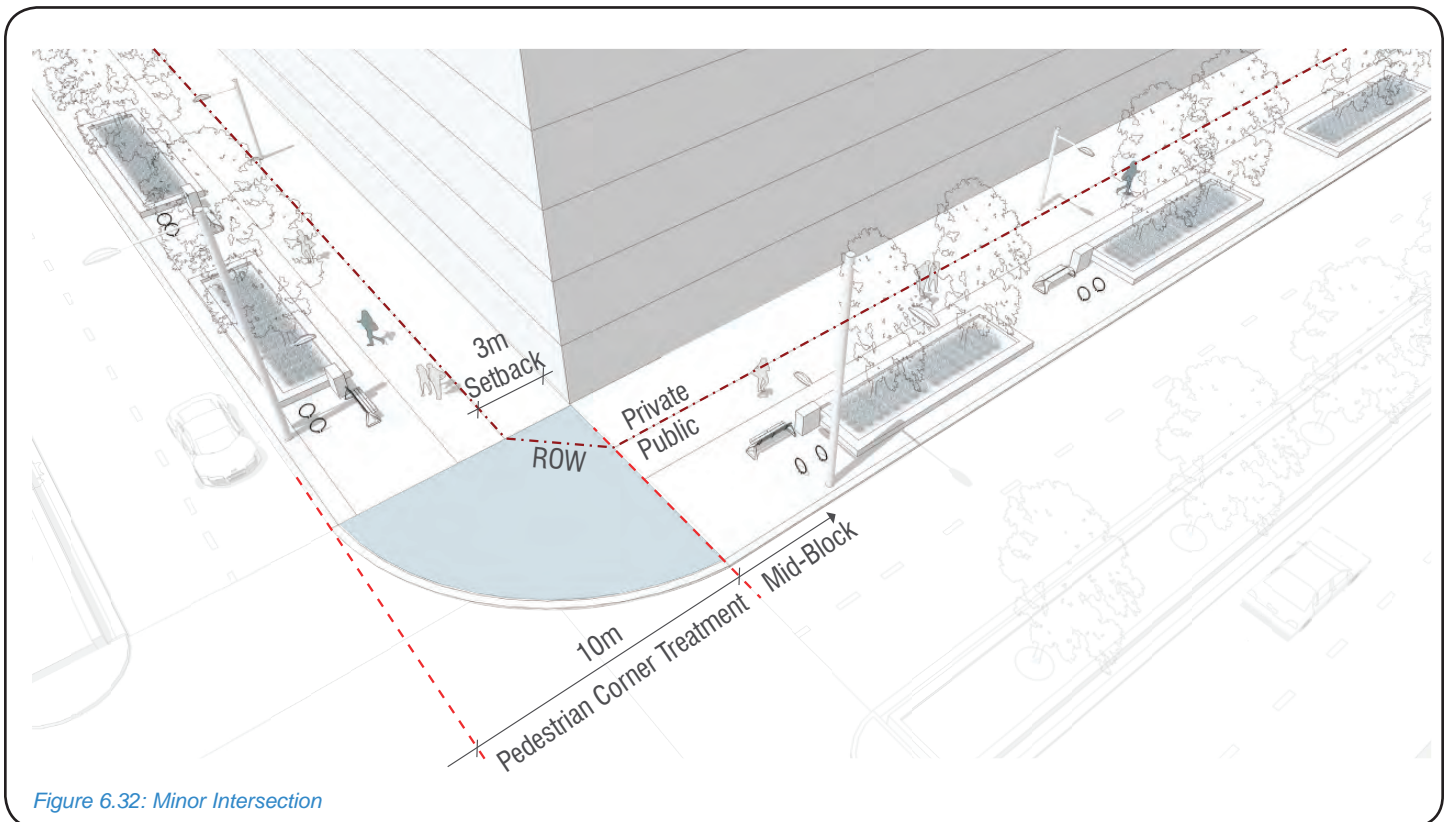 3m
Setback
Private
Public
ROW
10m
Pedestrian Corner Treatment
Mid-Block
Figure 6.32: Minor Intersection